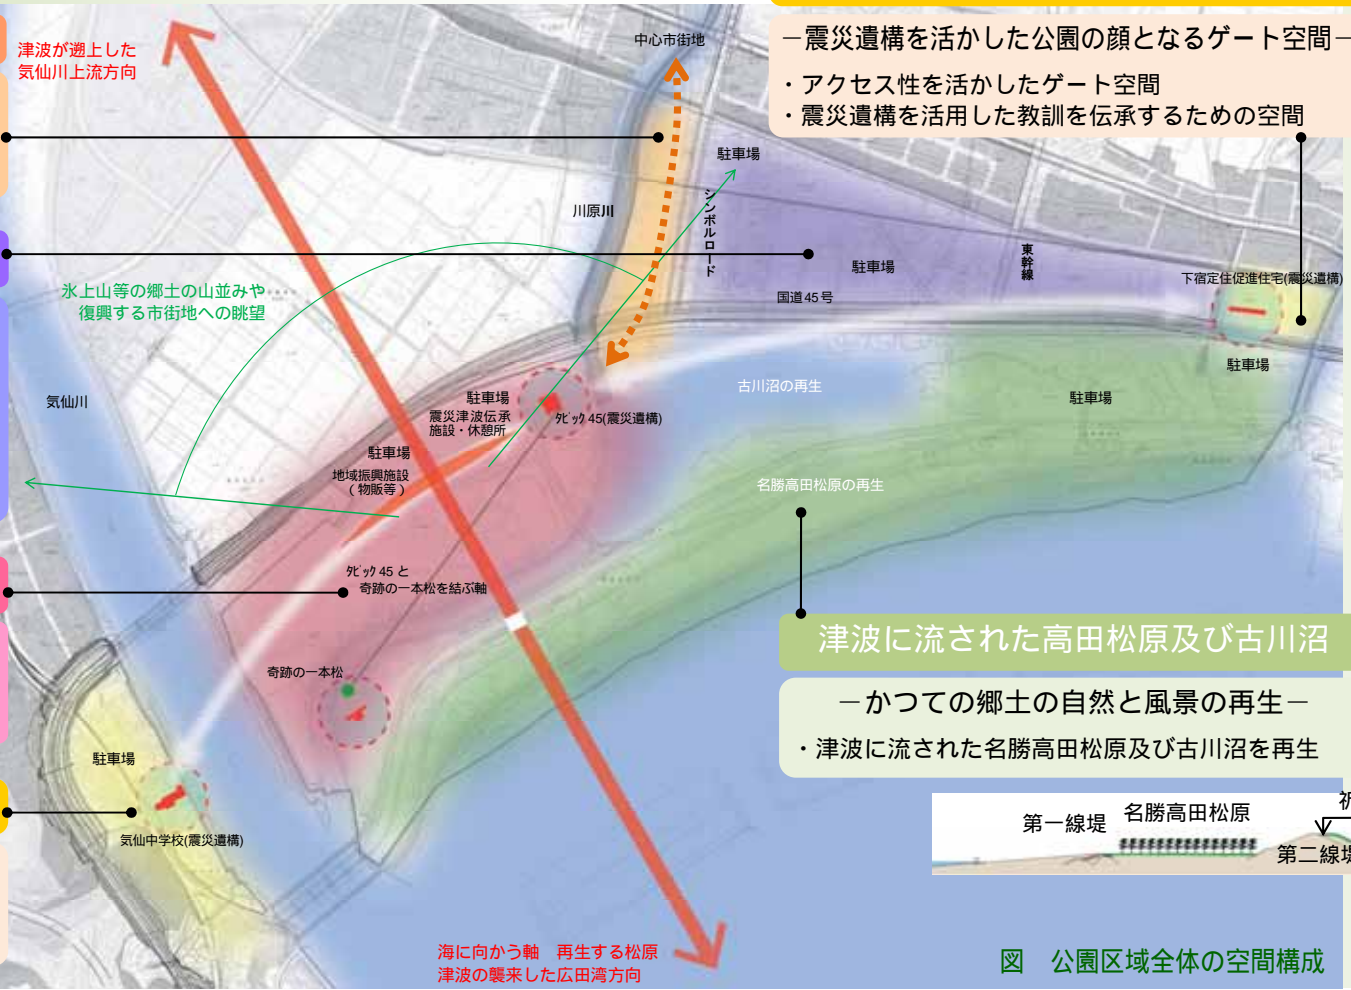 津波が遡上した
気仙川上流方向
中心市街地
－震災遺構を活かした公園の顔となるゲート空間－
・アクセス性を活かしたゲート空間
・震災遺構を活用した教訓を伝承するための空間
駐車場
川原川
シンボルロード
東幹線
駐車場
下宿定住促進住宅(震災遺構)
氷上山等の郷土の山並みや
復興する市街地への眺望
国道45号
駐車場
気仙川
古川沼の再生
駐車場
駐車場
震災津波伝承
施設・休憩所
ﾀﾋﾟｯｸ 45(震災遺構)
駐車場
地域振興施設
（物販等）
名勝高田松原の再生
ﾀﾋﾟｯｸ 45 と
奇跡の一本松を結ぶ軸
津波に流された高田松原及び古川沼
奇跡の一本松
－かつての郷土の自然と風景の再生－
・津波に流された名勝高田松原及び古川沼を再生
駐車場
気仙中学校(震災遺構)
第一線堤
名勝高田松原
祈
第二線堤
海に向かう軸　再生する松原
津波の襲来した広田湾方向
図　公園区域全体の空間構成